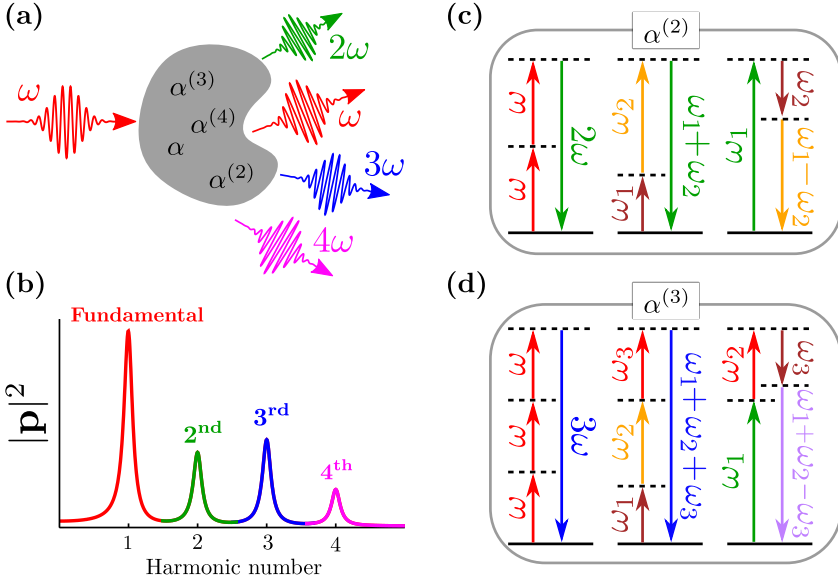 (a)
ω
α⁽³⁾
α⁽⁴⁾
α
α⁽²⁾
2ω
ω
3ω
4ω
(b)
|𝐩|²
Fundamental
2ⁿᵈ
3ʳᵈ
4ᵗʰ
1 2 3 4
Harmonic number
(c)
α⁽²⁾
ω
ω
2ω
ω₂
ω₁
ω₁+ω₂
ω₁
ω₂
ω₁−ω₂
(d)
α⁽³⁾
ω
ω
ω
3ω
ω₃
ω₂
ω₁
ω₁+ω₂+ω₃
ω₂
ω₁
ω₃
ω₁+ω₂−ω₃